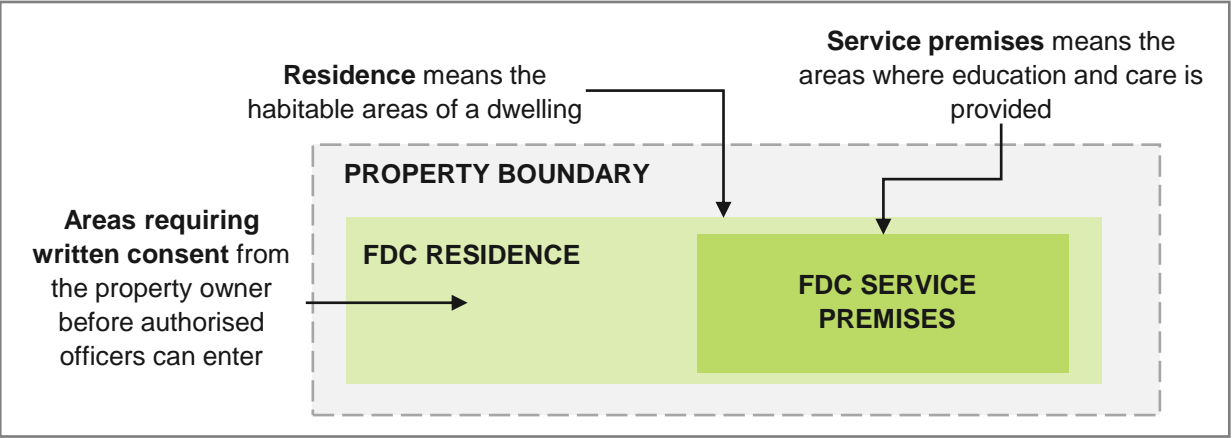 Service premises means the
areas where education and care is
provided
Residence means the
habitable areas of a dwelling
PROPERTY BOUNDARY
Areas requiring
written consent from
the property owner
before authorised
officers can enter
FDC RESIDENCE
FDC SERVICE
PREMISES